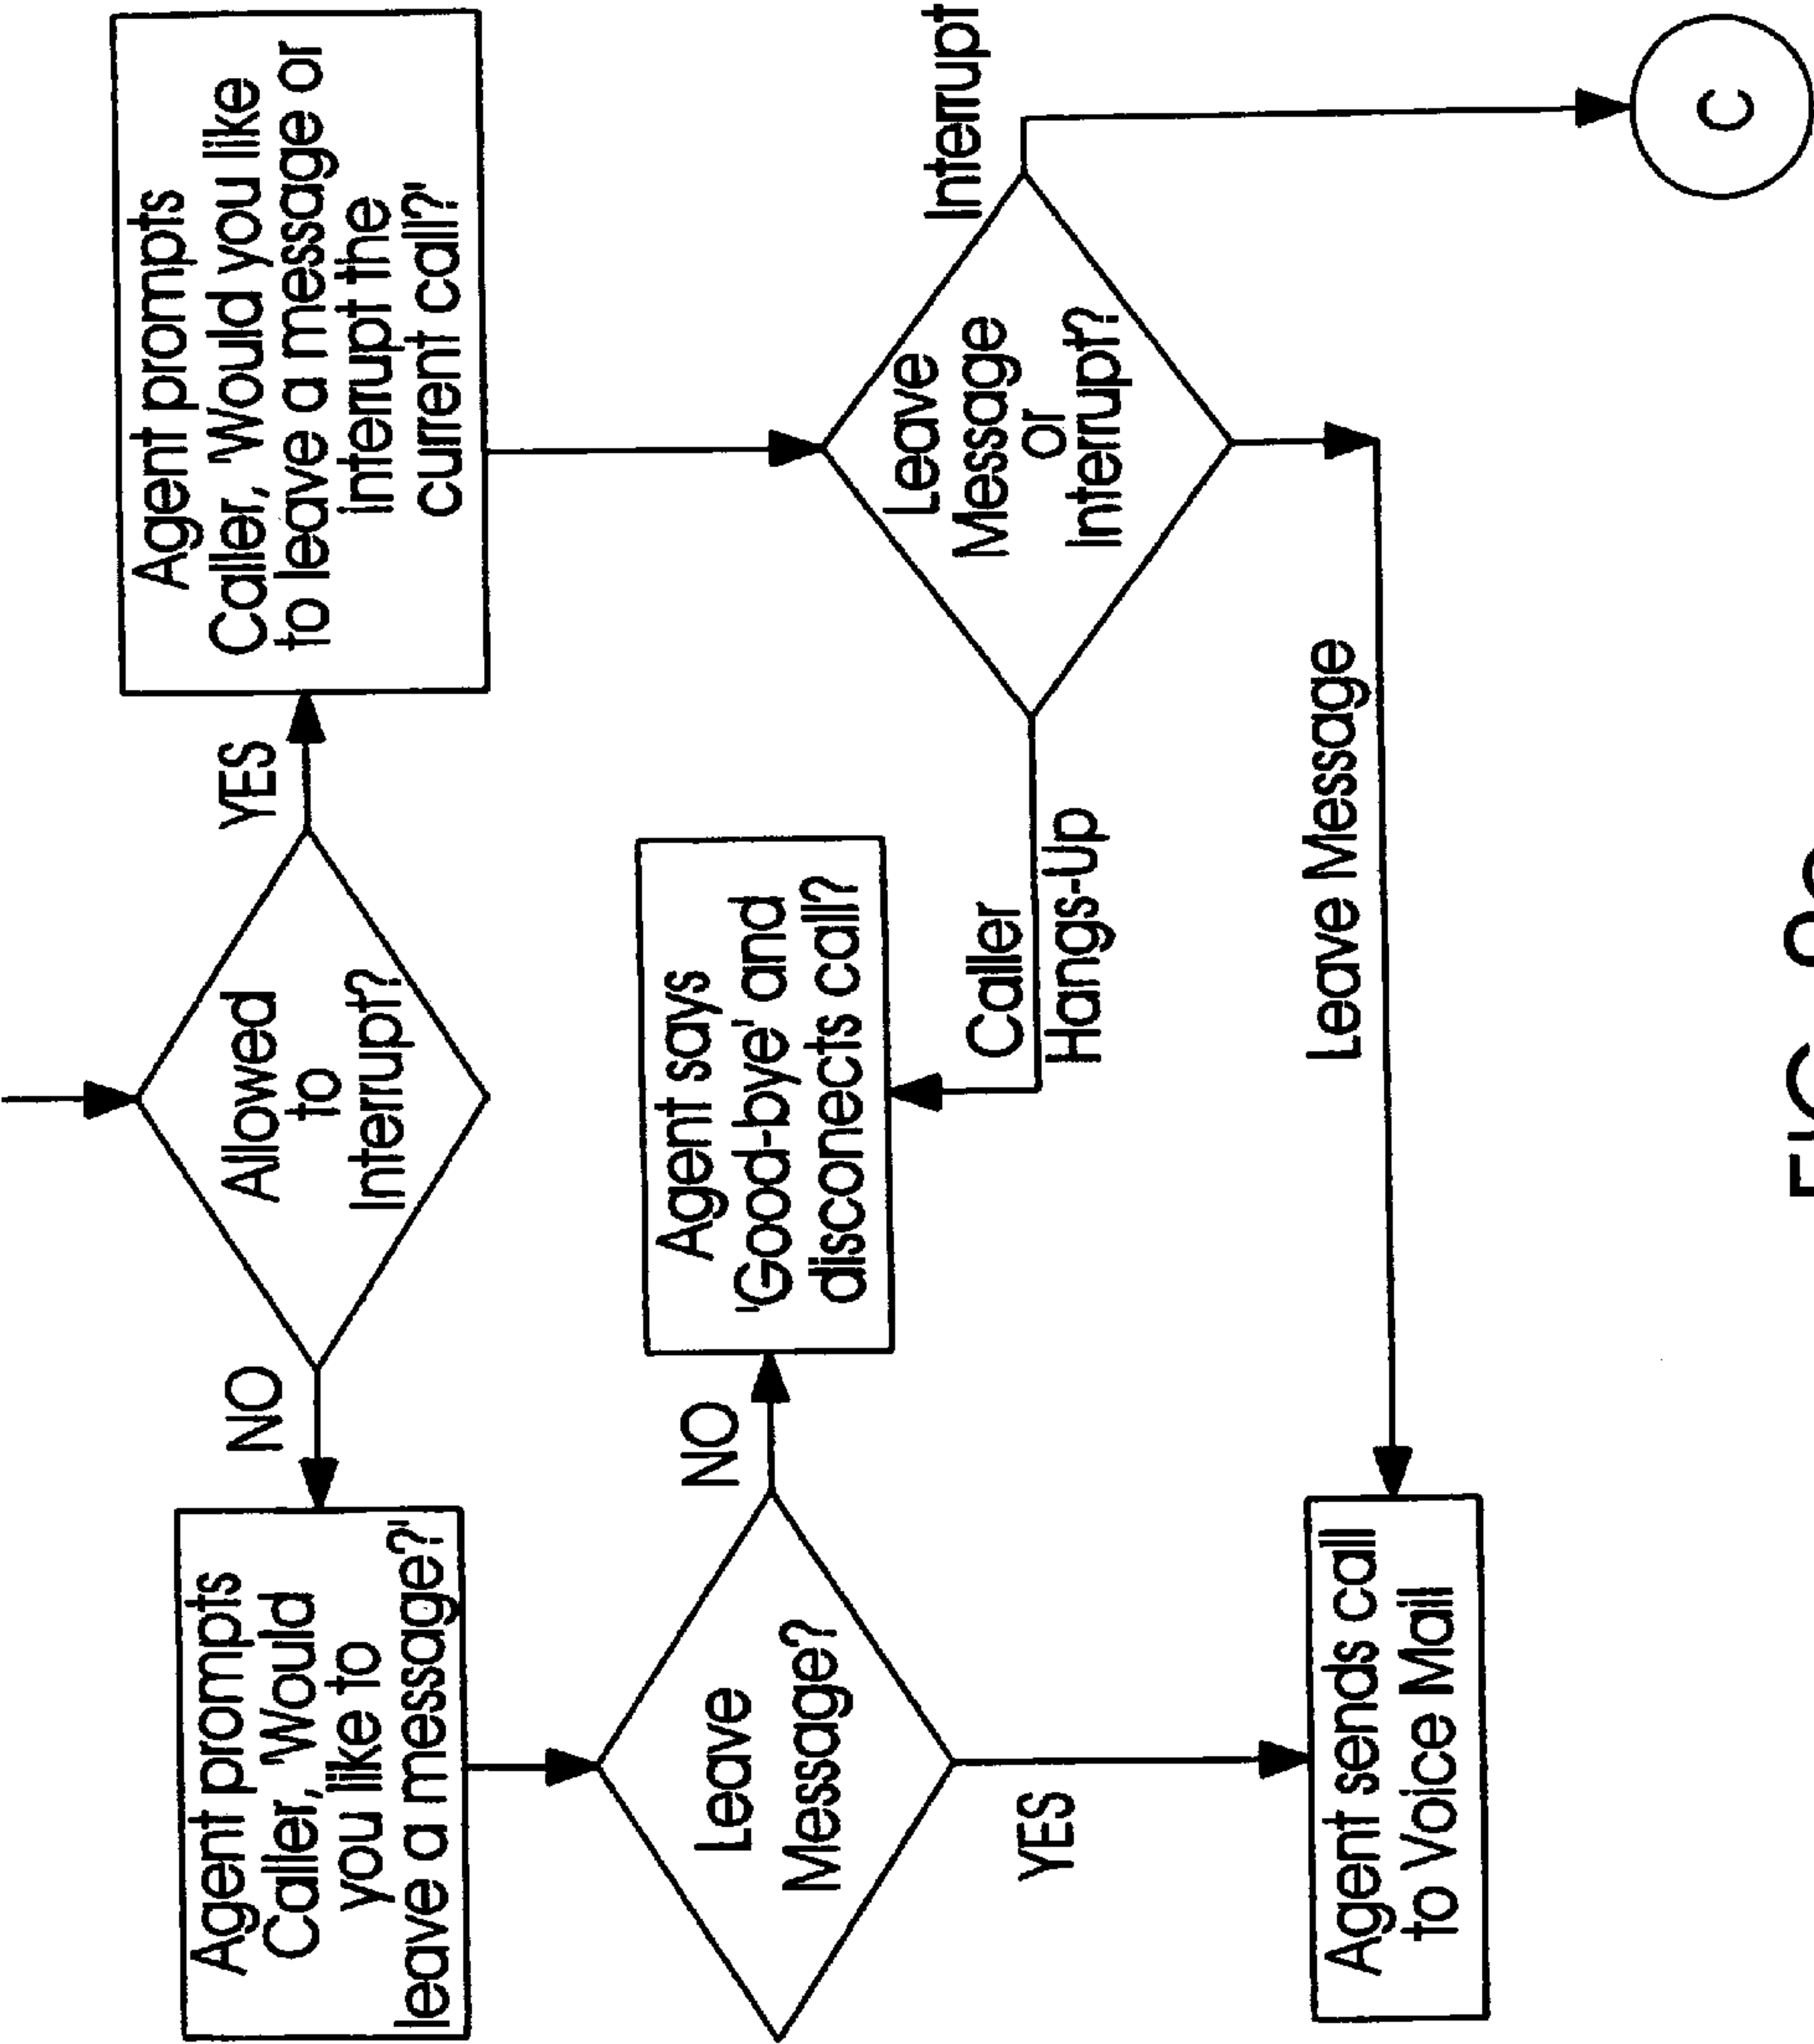 Agent prompts
Caller, Would
you like to
leave a message?'
NO
Allowed
to
Interrupt?
YES
Agent prompts
Caller, Would you like
to leave a message or
interrupt the
current call?'
Leave
Message?
NO
YES
Agent says
'Good-bye' and
disconnects call?
Caller
Hangs-Up
Leave
Message
or
Interrupt?
Interrupt
Leave Message
Agent sends call
to Voice Mail
C